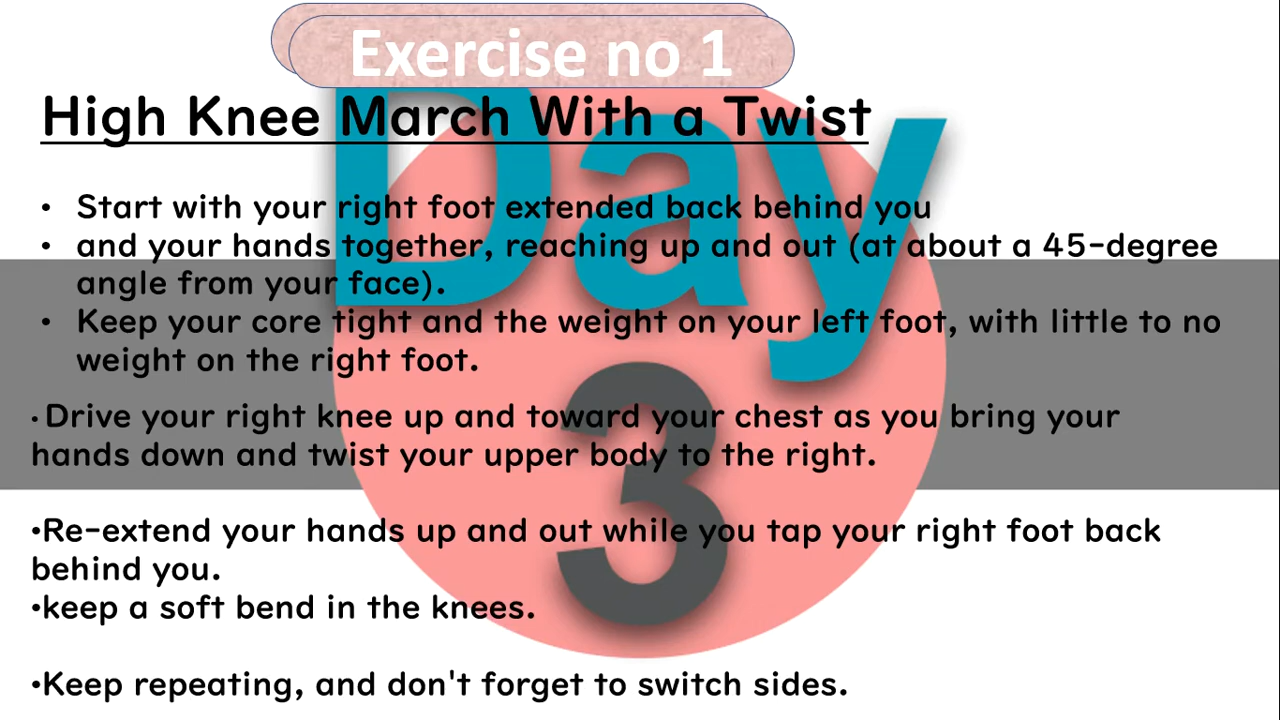 Exercise no 1
High Knee March With a Twist
Day
3
• Start with your right foot extended back behind you
• and your hands together, reaching up and out (at about a 45-degree
angle from your face).
• Keep your core tight and the weight on your left foot, with little to no
weight on the right foot.
• Drive your right knee up and toward your chest as you bring your
hands down and twist your upper body to the right.
•Re-extend your hands up and out while you tap your right foot back
behind you.
•keep a soft bend in the knees.
•Keep repeating, and don't forget to switch sides.